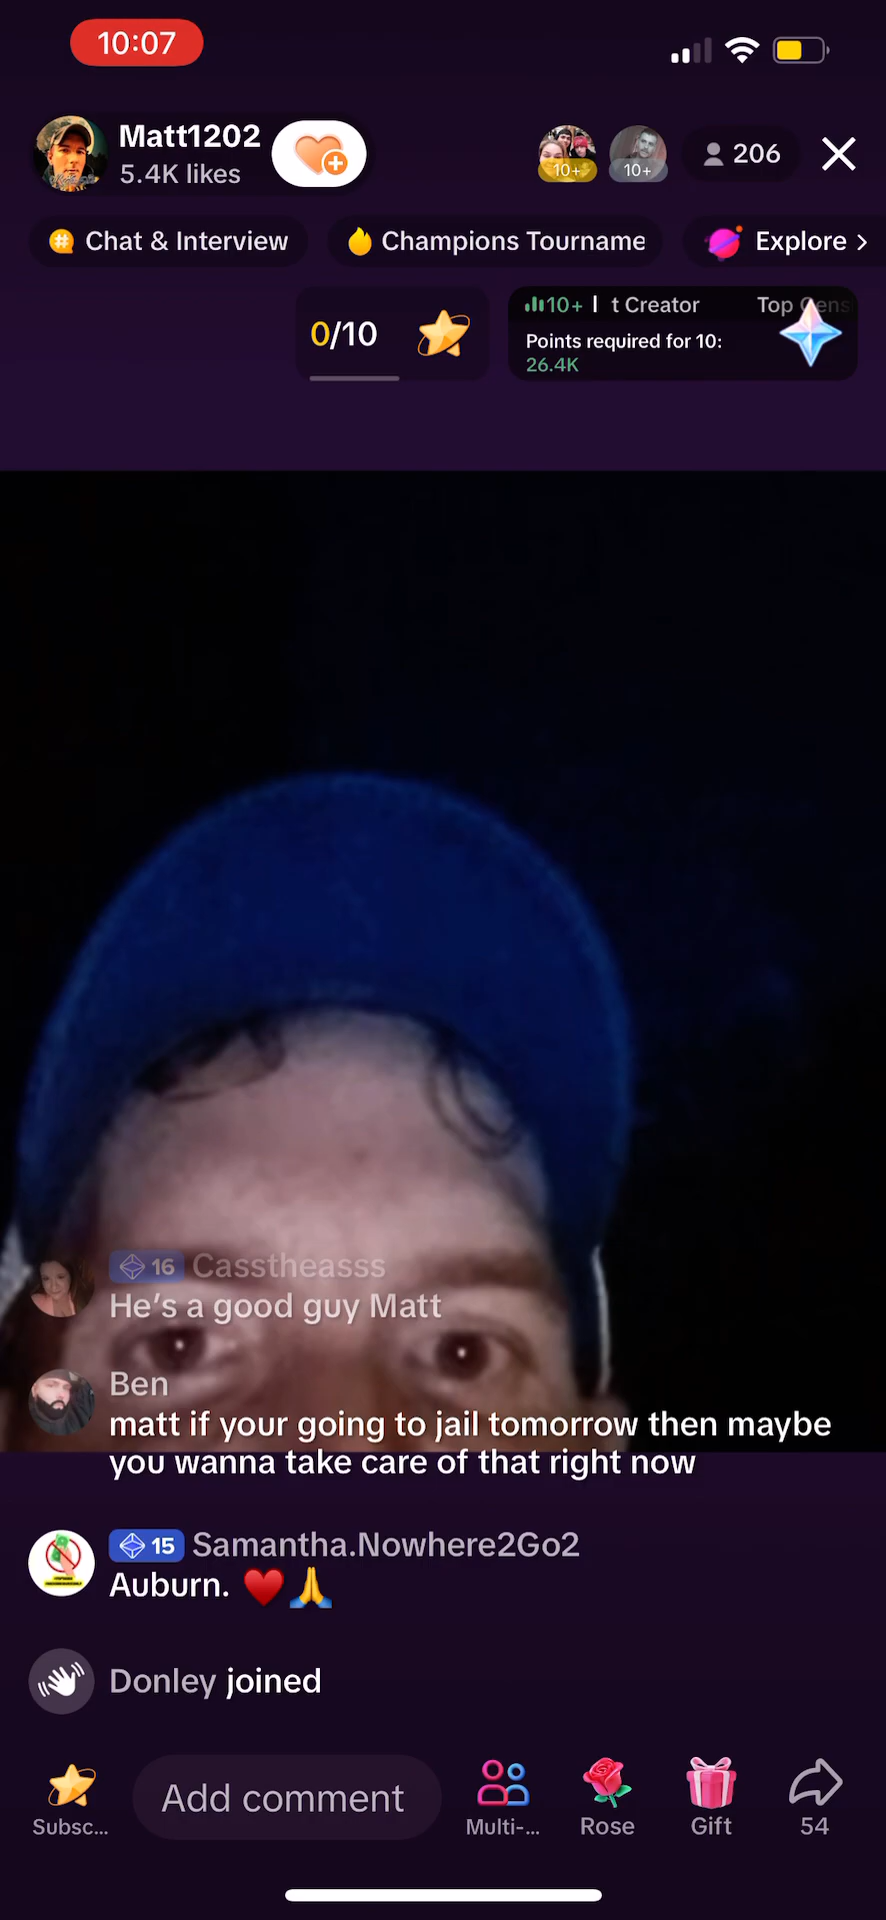 10:07
Matt1202
5.4K likes
10+
10+
206
Chat & Interview
Champions Tourname
Explore >
0/10
10+ t Creator Top Gens
Points required for 10:
26.4K
16 Casstheasss
He's a good guy Matt
Ben
matt if your going to jail tomorrow then maybe
you wanna take care of that right now
15 Samantha.Nowhere2Go2
Auburn. ❤️🙏
Donley joined
Add comment
Subsc...
Multi-...
Rose
Gift
54